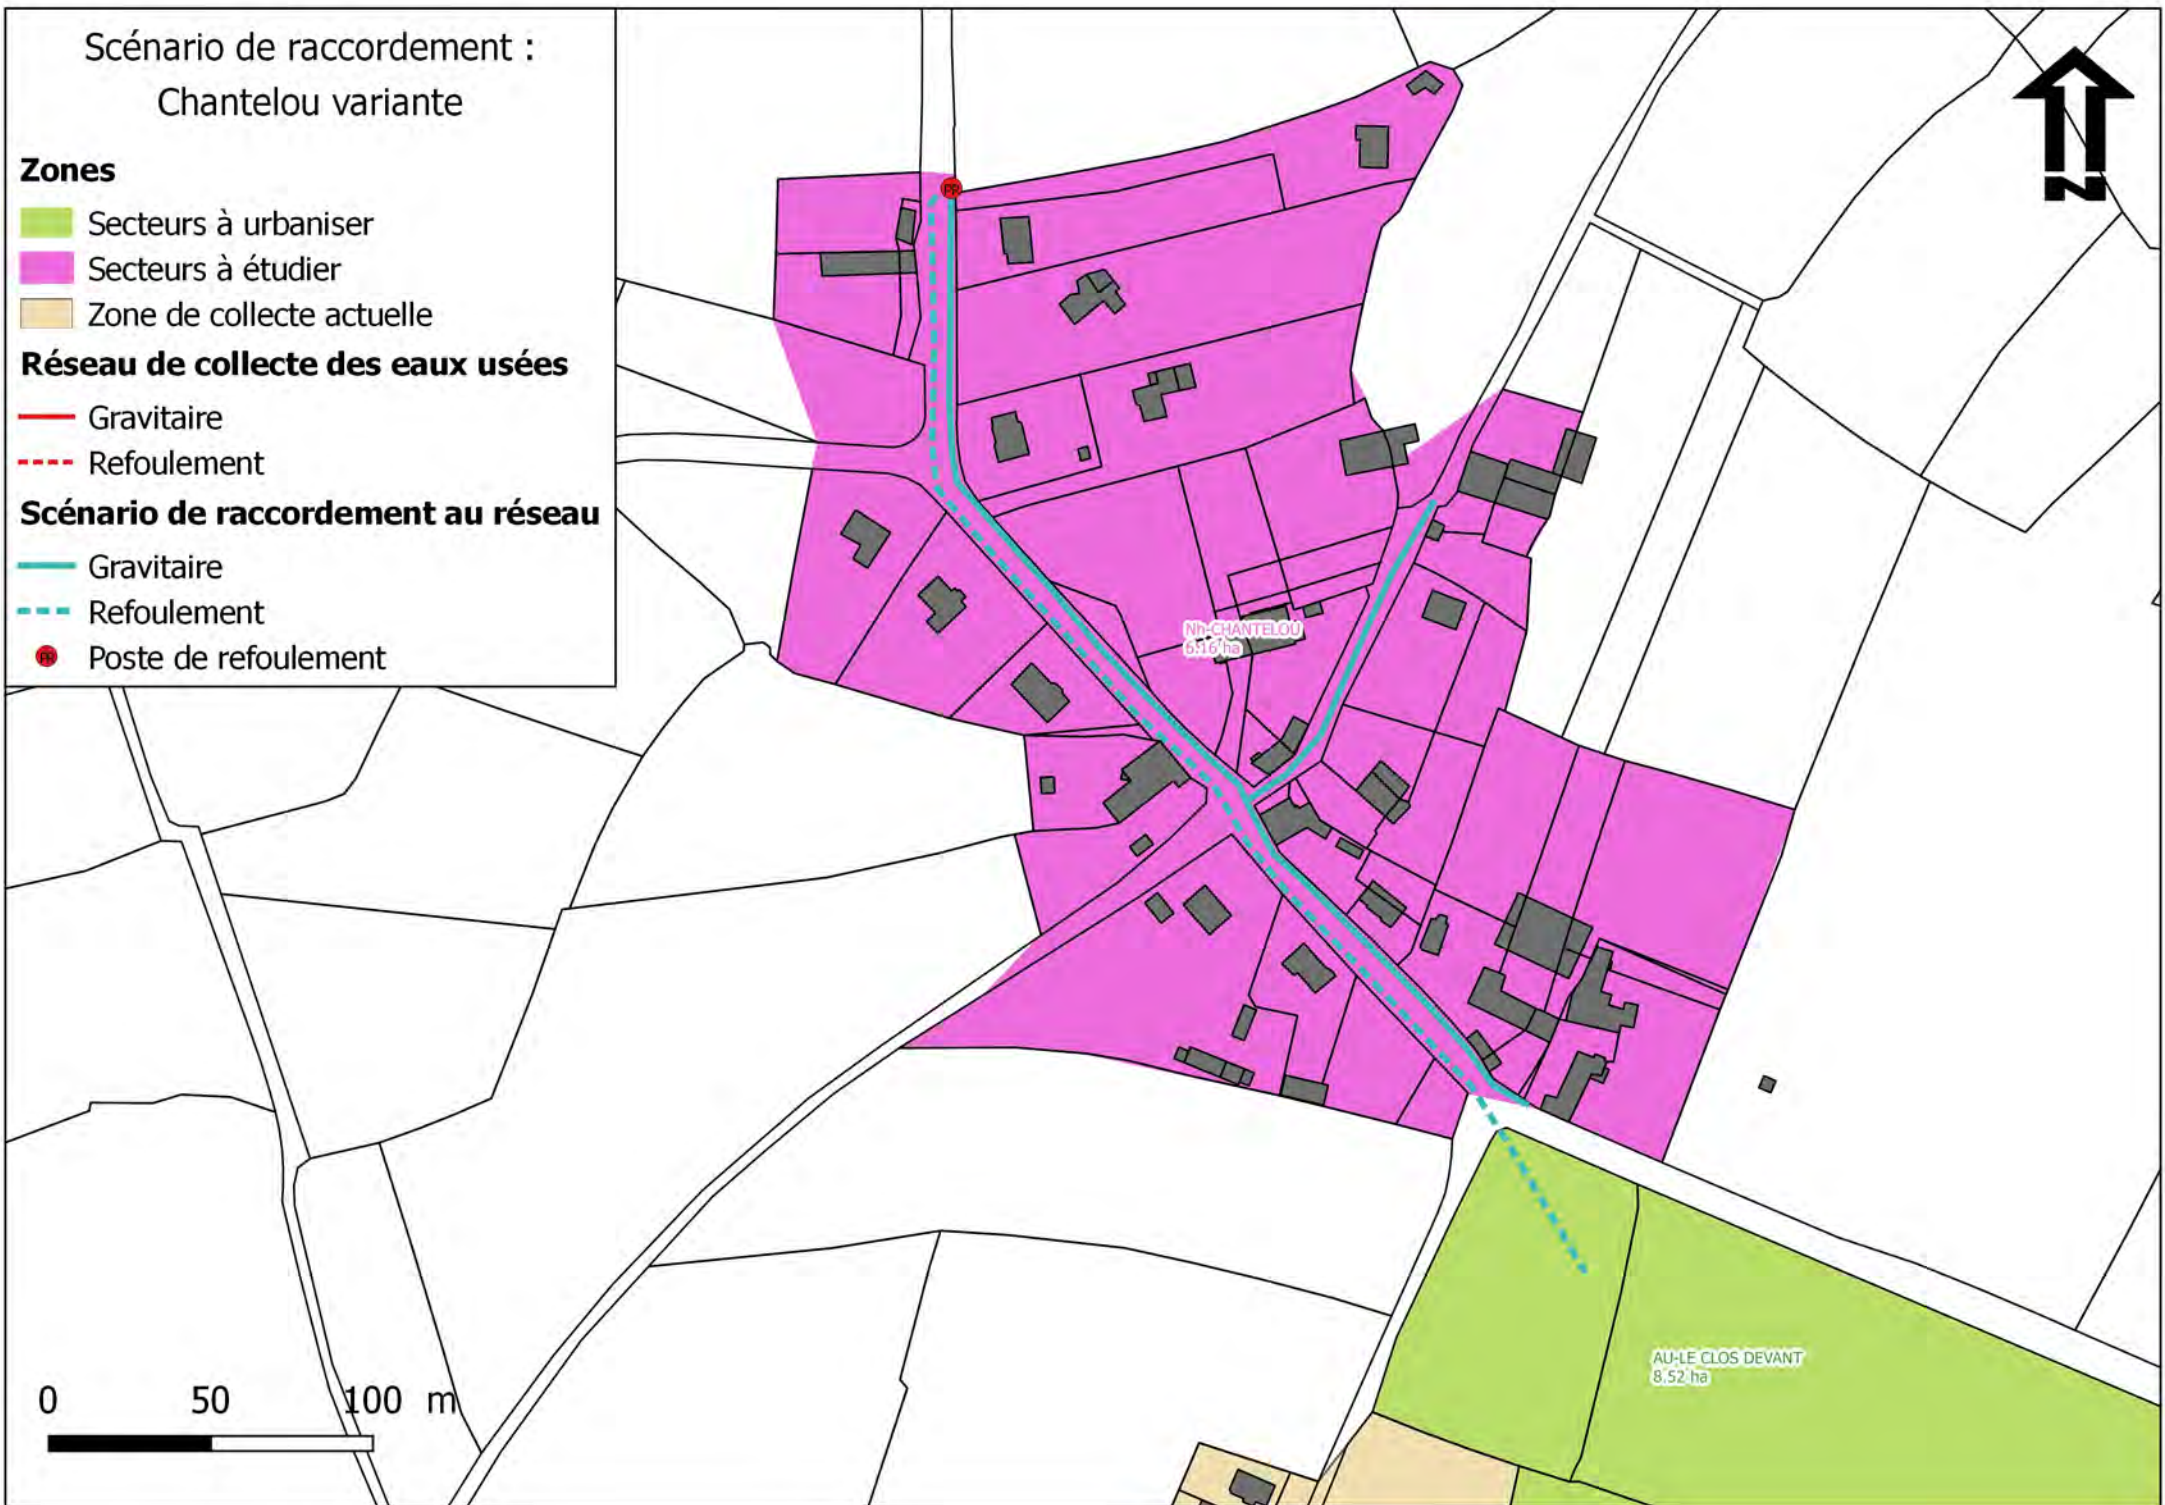 Scénario de raccordement :
Chantelou variante
Zones
Secteurs à urbaniser
Secteurs à étudier
Zone de collecte actuelle
Réseau de collecte des eaux usées
Gravitaire
Refoulement
Scénario de raccordement au réseau
Gravitaire
Refoulement
PR Poste de refoulement
N
PR
Nh-CHANTELOU
6.16 ha
AU-LE CLOS DEVANT
8.52 ha
0 50 100 m